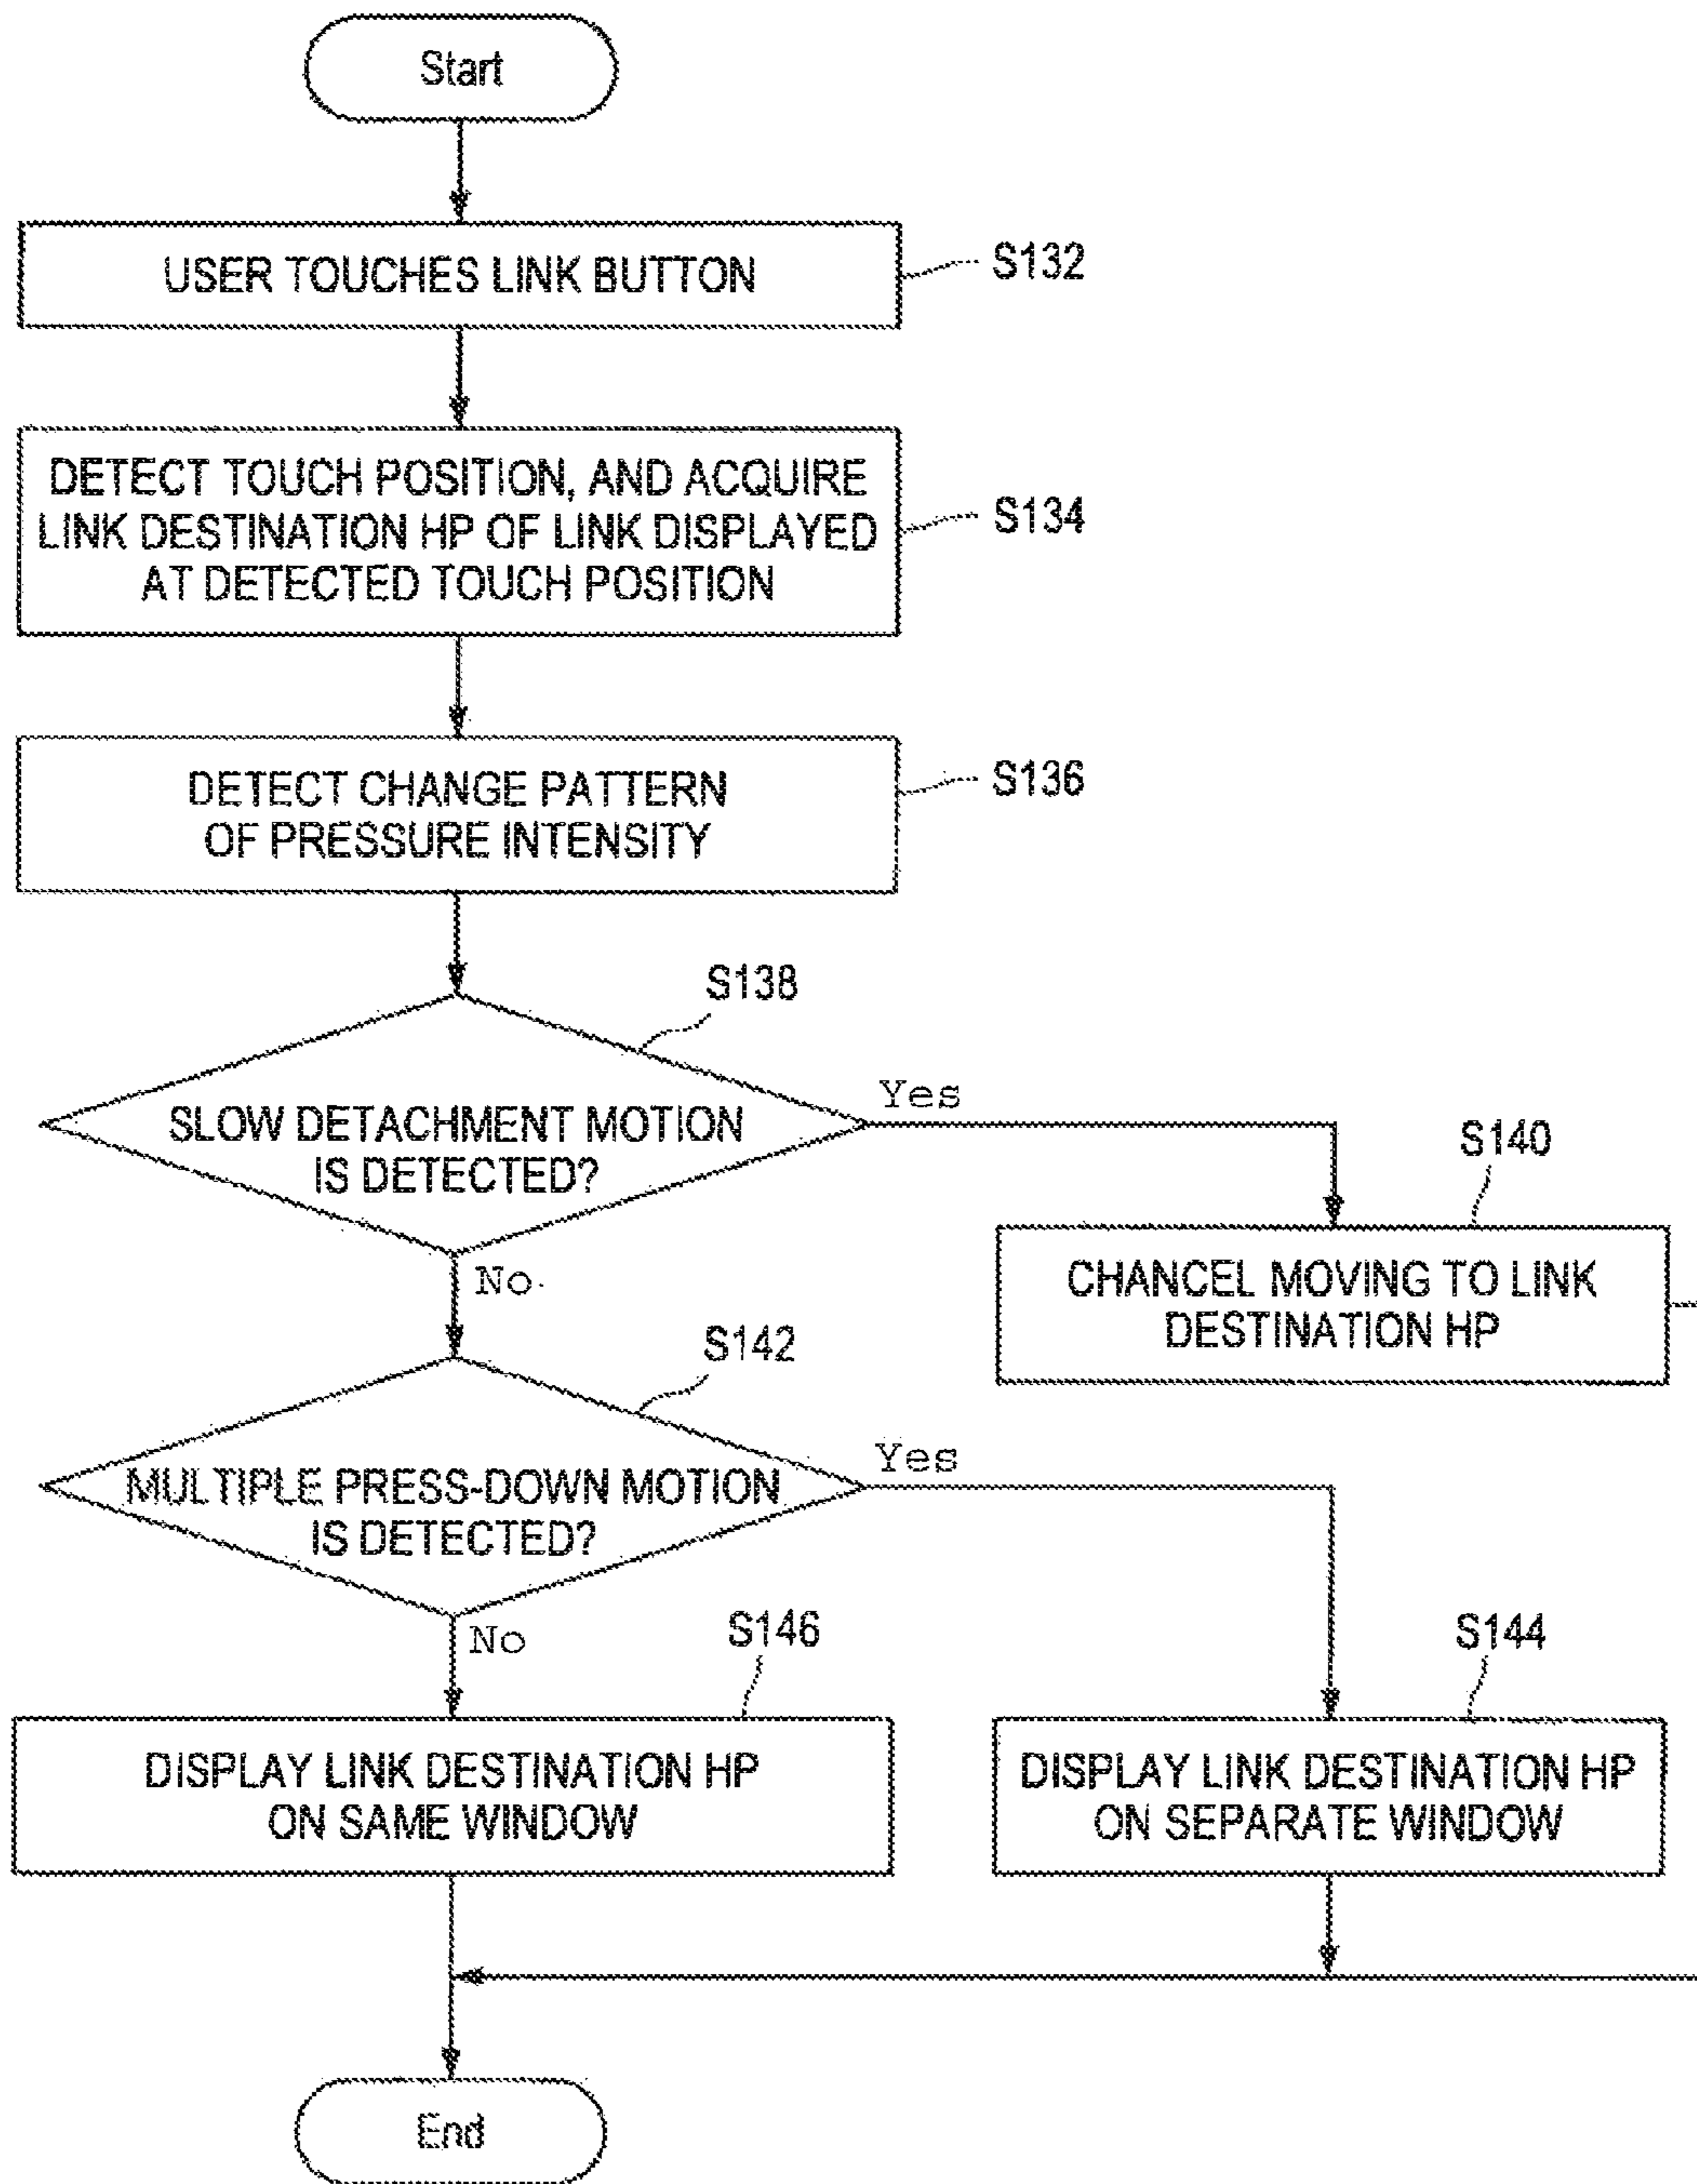 Start
USER TOUCHES LINK BUTTON
S132
DETECT TOUCH POSITION, AND ACQUIRE
LINK DESTINATION HP OF LINK DISPLAYED
AT DETECTED TOUCH POSITION
S134
DETECT CHANGE PATTERN
OF PRESSURE INTENSITY
S136
S138
SLOW DETACHMENT MOTION
IS DETECTED?
Yes
No
S140
CHANCEL MOVING TO LINK
DESTINATION HP
S142
MULTIPLE PRESS-DOWN MOTION
IS DETECTED?
Yes
No
S146
DISPLAY LINK DESTINATION HP
ON SAME WINDOW
S144
DISPLAY LINK DESTINATION HP
ON SEPARATE WINDOW
End